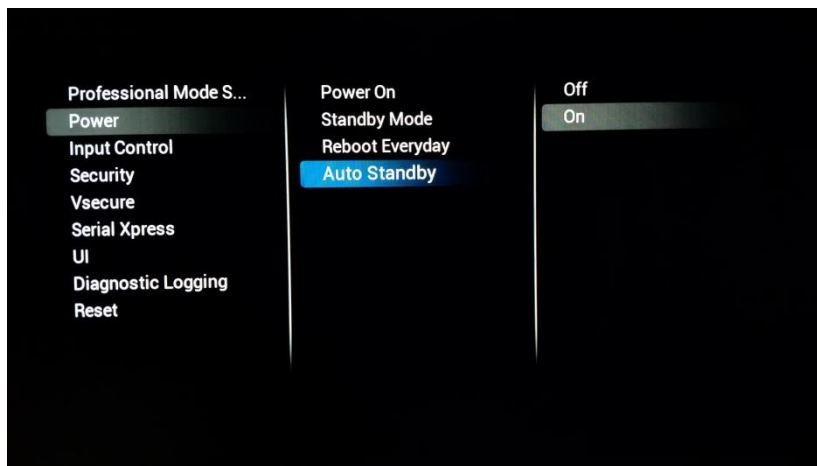 Professional Mode S...
Power
Input Control
Security
Vsecure
Serial Xpress
UI
Diagnostic Logging
Reset
Power On
Standby Mode
Reboot Everyday
Auto Standby
Off
On